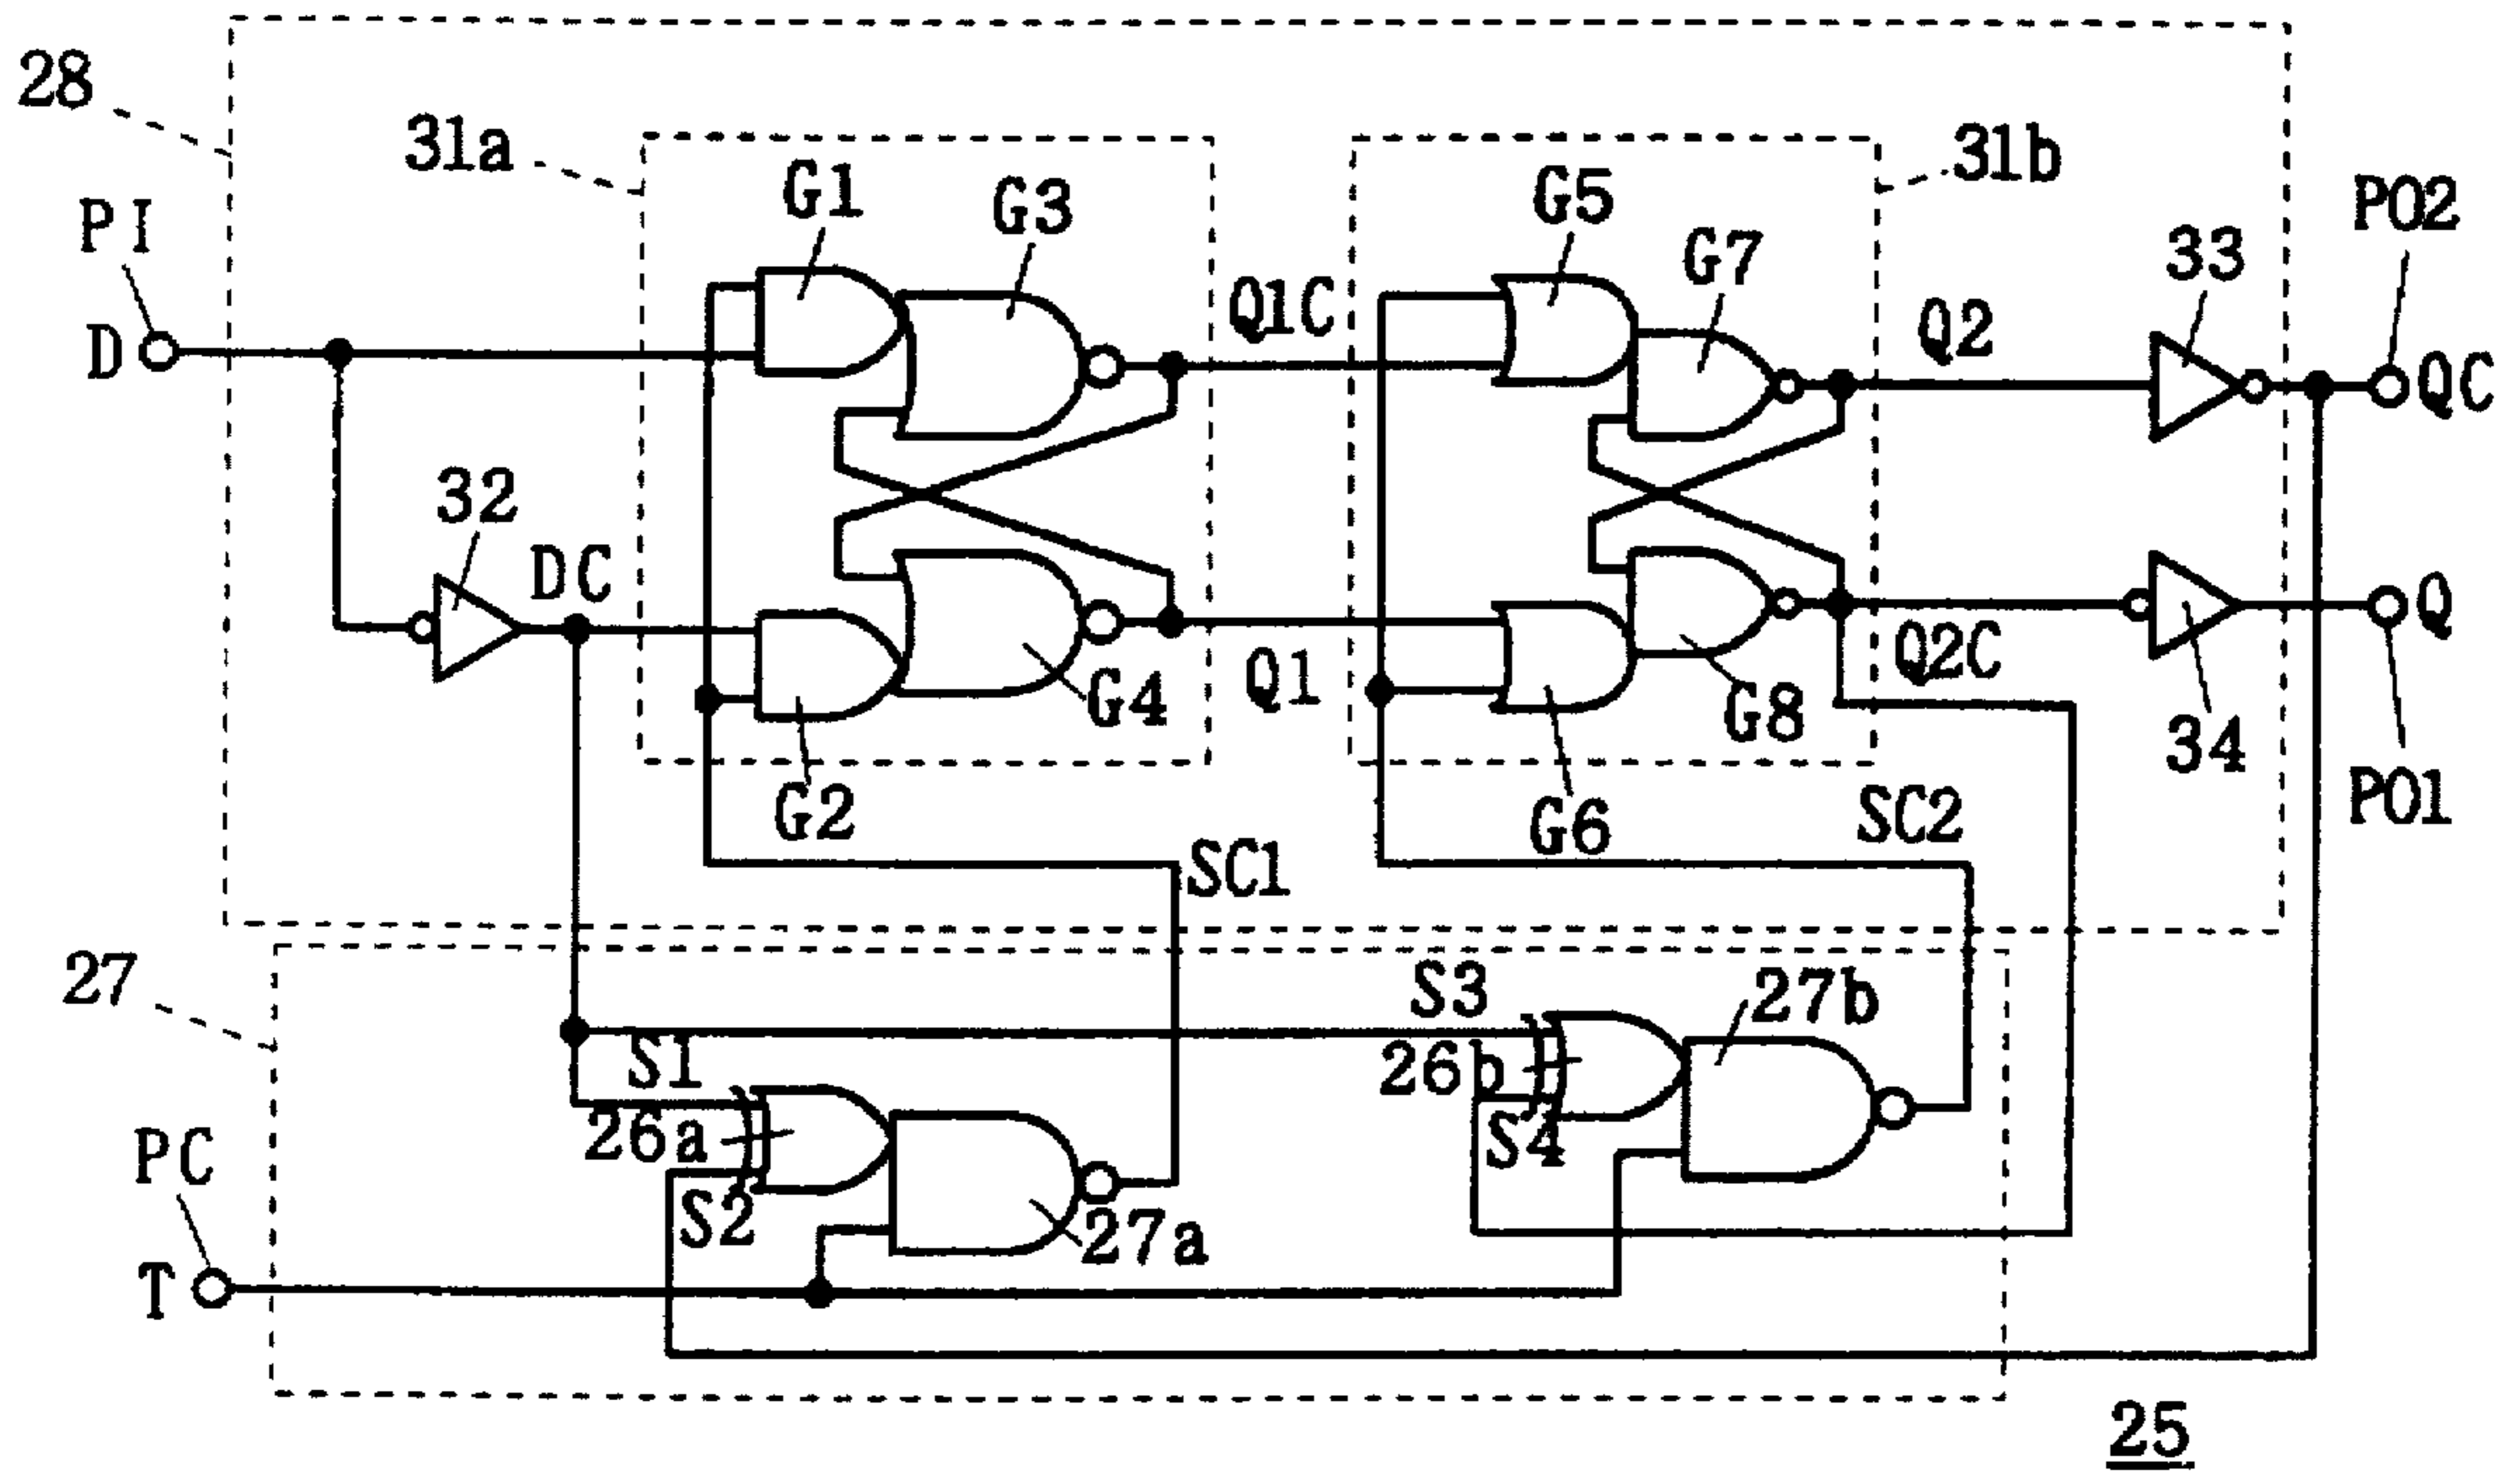 28
31a
G1
G3
G5
31b
PI
G7
33
PO2
D
Q1C
Q2
QC
32
DC
Q
G4
Q1
G8
Q2C
34
G2
G6
SC2
PO1
SC1
27
S3
27b
S1
26b
26a
S4
PC
S2
27a
T
25